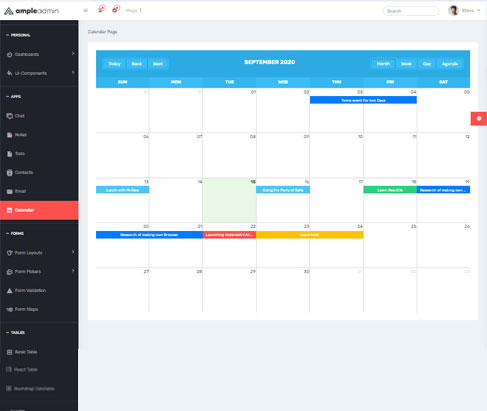 ampleadmin
Mega
Search
Steve
PERSONAL
Dashboards
Ui-Components
APPS
Chat
Notes
Todo
Contacts
Email
Calendar
FORMS
Form Layouts
Form Pickers
Form Validation
Form Steps
TABLES
Basic Table
React Table
Bootstrap Datatable
Calendar Page
Today Back Next
SEPTEMBER 2020
Month Week Day Agenda
SUN MON TUE WED THU FRI SAT
30 31 01 02 03 04 05
Twins event For two Days
06 07 08 09 10 11 12
13 14 15 16 17 18 19
Lunch with Mr.Raw
Going For Party of Sahs
Learn ReactJs
Research of making own ...
20 21 22 23 24 25 26
Research of making own Browser
Launching MaterialArt An...
27 28 29 30 01 02 03